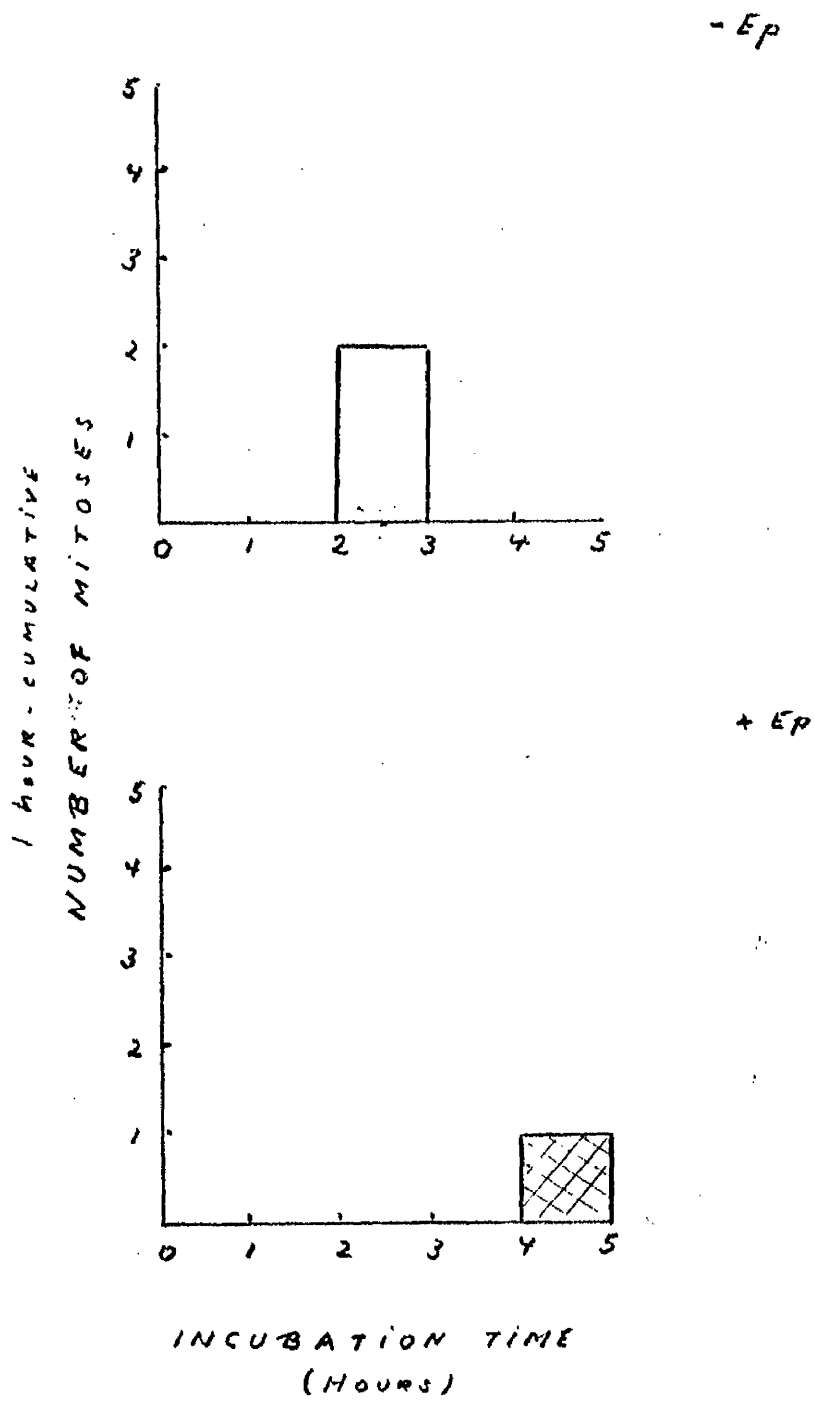 - Ep
5
4
3
2
1
0 1 2 3 4 5
1 hour - CUMULATIVE
NUMBER OF MiTOSES
+ Ep
5
4
3
2
1
0 1 2 3 4 5
INCUBATION TiME
(HOURS)